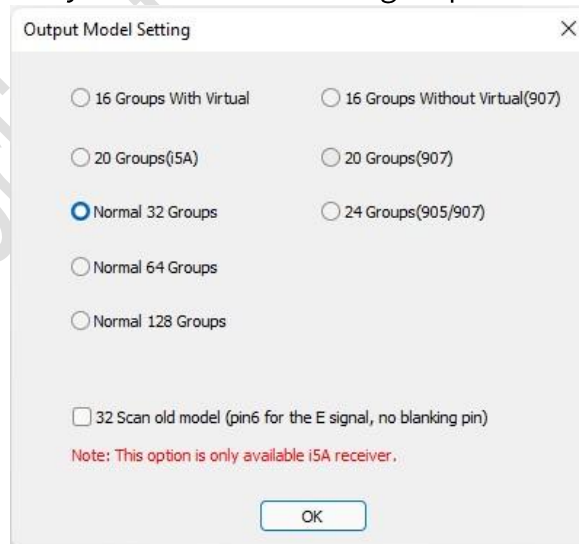 Output Model Setting
16 Groups With Virtual
16 Groups Without Virtual(907)
20 Groups(i5A)
20 Groups(907)
Normal 32 Groups
24 Groups(905/907)
Normal 64 Groups
Normal 128 Groups
32 Scan old model (pin6 for the E signal, no blanking pin)
Note: This option is only available i5A receiver.
OK